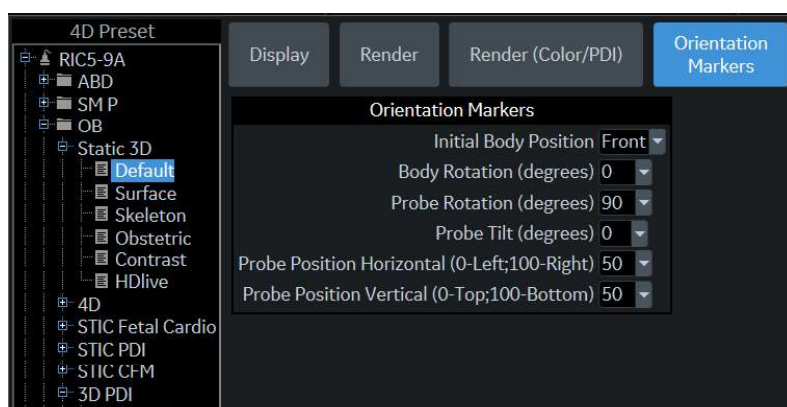 4D Preset
RIC5-9A
ABD
SM P
OB
Static 3D
Default
Surface
Skeleton
Obstetric
Contrast
HDlive
4D
STIC Fetal Cardio
STIC PDI
STIC CFM
3D PDI
Display
Render
Render (Color/PDI)
Orientation
Markers
Orientation Markers
Initial Body Position Front
Body Rotation (degrees) 0
Probe Rotation (degrees) 90
Probe Tilt (degrees) 0
Probe Position Horizontal (0-Left;100-Right) 50
Probe Position Vertical (0-Top;100-Bottom) 50